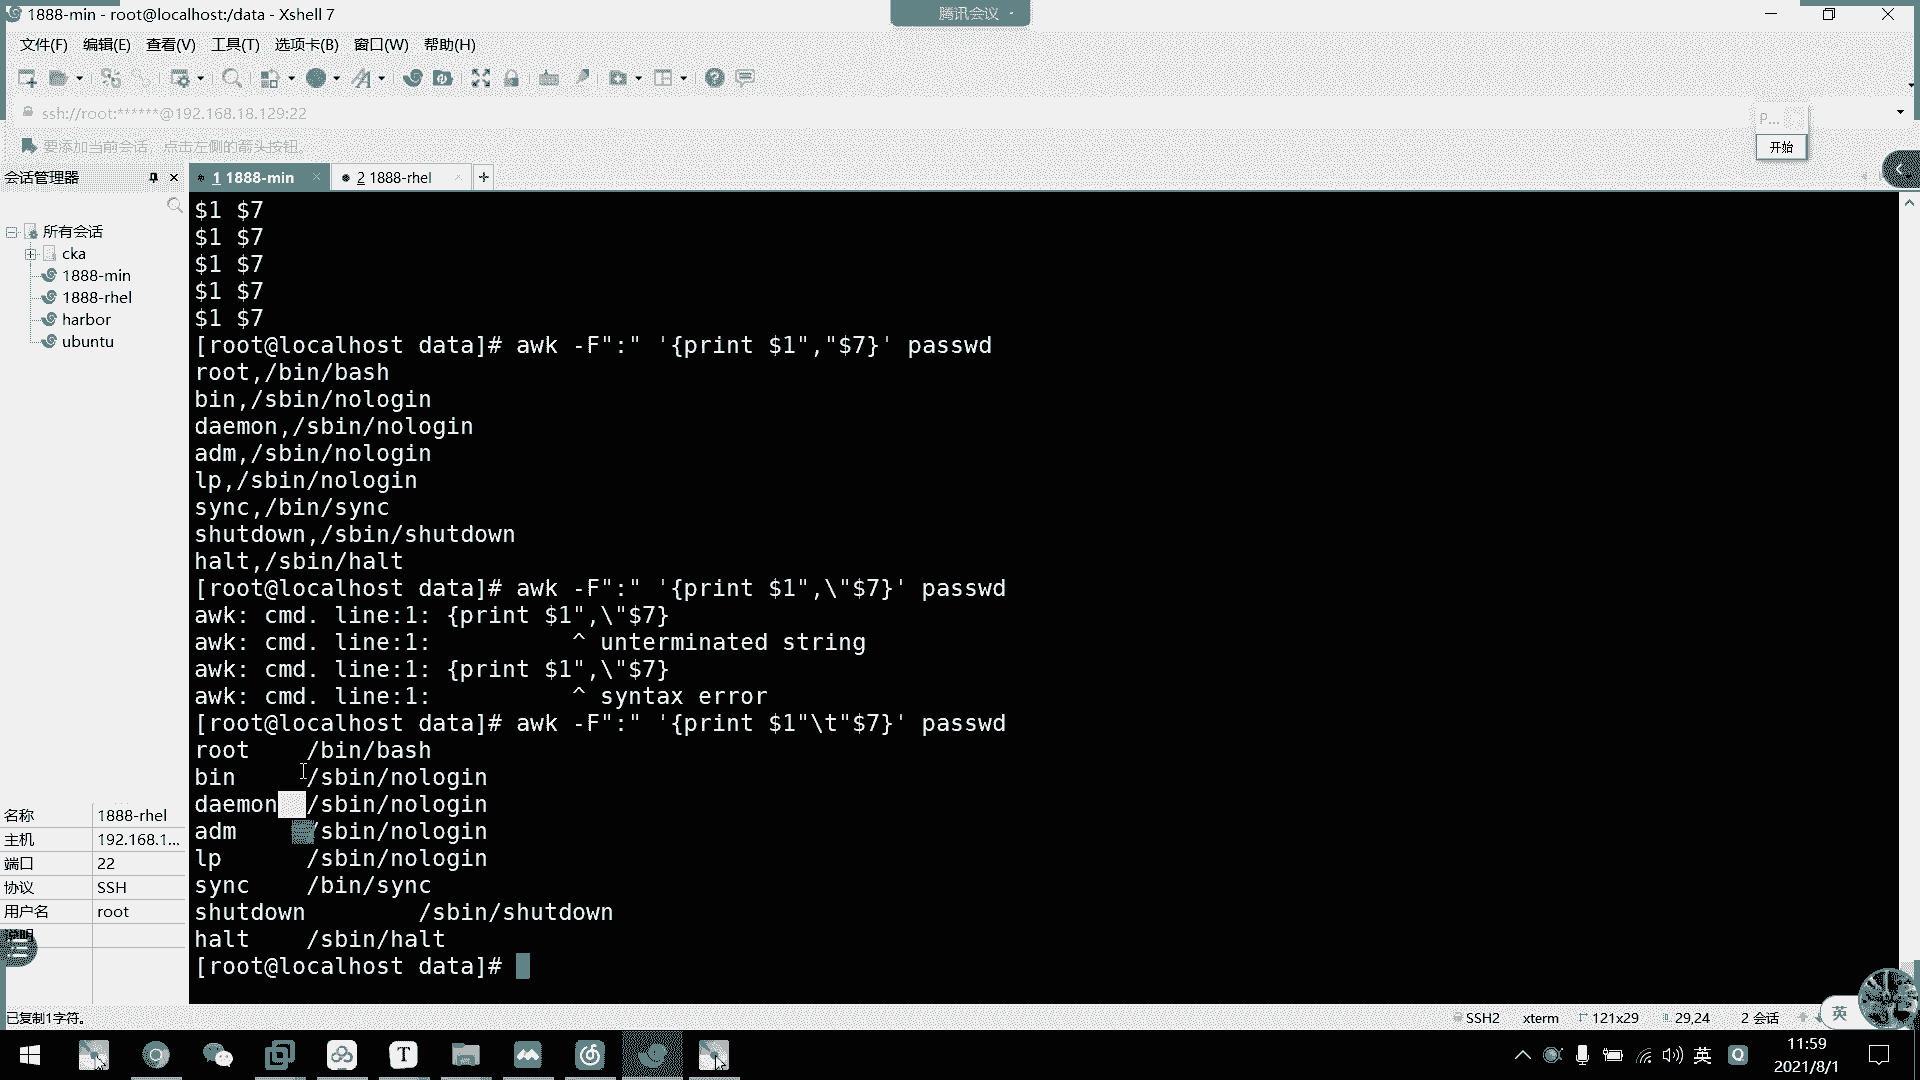 1888-min - root@localhost:/data - Xshell 7
腾讯会议
文件(F) 编辑(E) 查看(V) 工具(T) 选项卡(B) 窗口(W) 帮助(H)
ssh://root:******@192.168.18.129:22
P...
要添加当前会话，点击左侧的箭头按钮。
开始
会话管理器
1 1888-min
2 1888-rhel
所有会话
cka
1888-min
1888-rhel
harbor
ubuntu
名称 1888-rhel
主机 192.168.1...
端口 22
协议 SSH
用户名 root
说明
$1 $7
$1 $7
$1 $7
$1 $7
$1 $7
[root@localhost data]# awk -F":" '{print $1","$7}' passwd
root,/bin/bash
bin,/sbin/nologin
daemon,/sbin/nologin
adm,/sbin/nologin
lp,/sbin/nologin
sync,/bin/sync
shutdown,/sbin/shutdown
halt,/sbin/halt
[root@localhost data]# awk -F":" '{print $1",\"$7}' passwd
awk: cmd. line:1: {print $1",\"$7}
awk: cmd. line:1:          ^ unterminated string
awk: cmd. line:1: {print $1",\"$7}
awk: cmd. line:1:          ^ syntax error
[root@localhost data]# awk -F":" '{print $1"\t"$7}' passwd
root    /bin/bash
bin     /sbin/nologin
daemon  /sbin/nologin
adm     /sbin/nologin
lp      /sbin/nologin
sync    /bin/sync
shutdown        /sbin/shutdown
halt    /sbin/halt
[root@localhost data]#
已复制1字符。
SSH2 xterm 121x29 29,24 2 会话
英
T
英
11:59
2021/8/1